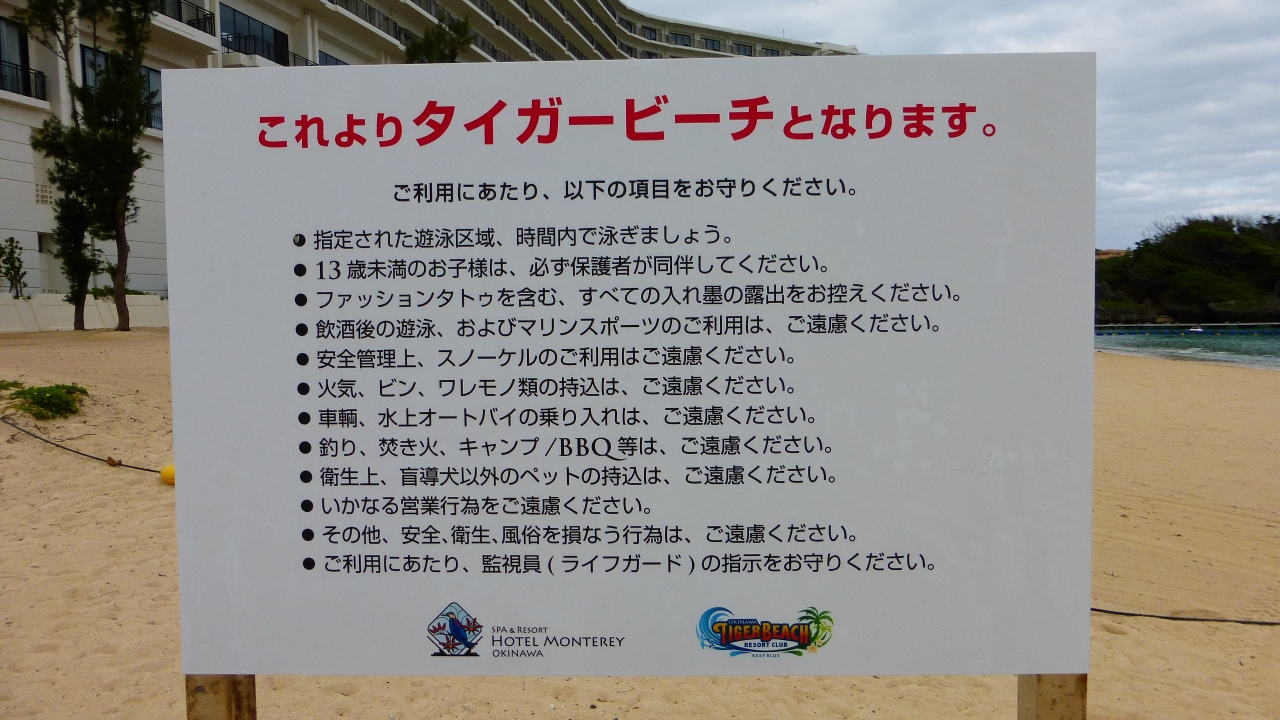 これよりタイガービーチとなります。
ご利用にあたり、以下の項目をお守りください。
● 指定された遊泳区域、時間内で泳ぎましょう。
● 13歳未満のお子様は、必ず保護者が同伴してください。
● ファッションタトゥを含む、すべての入れ墨の露出をお控えください。
● 飲酒後の遊泳、およびマリンスポーツのご利用は、ご遠慮ください。
● 安全管理上、スノーケルのご利用はご遠慮ください。
● 火気、ビン、ワレモノ類の持込は、ご遠慮ください。
● 車輌、水上オートバイの乗り入れは、ご遠慮ください。
● 釣り、焚き火、キャンプ/BBQ等は、ご遠慮ください。
● 衛生上、盲導犬以外のペットの持込は、ご遠慮ください。
● いかなる営業行為をご遠慮ください。
● その他、安全、衛生、風俗を損なう行為は、ご遠慮ください。
● ご利用にあたり、監視員(ライフガード)の指示をお守りください。
SPA & RESORT
HOTEL MONTEREY
OKINAWA
OKINAWA
TIGER BEACH
RESORT CLUB
KEEP BLUE